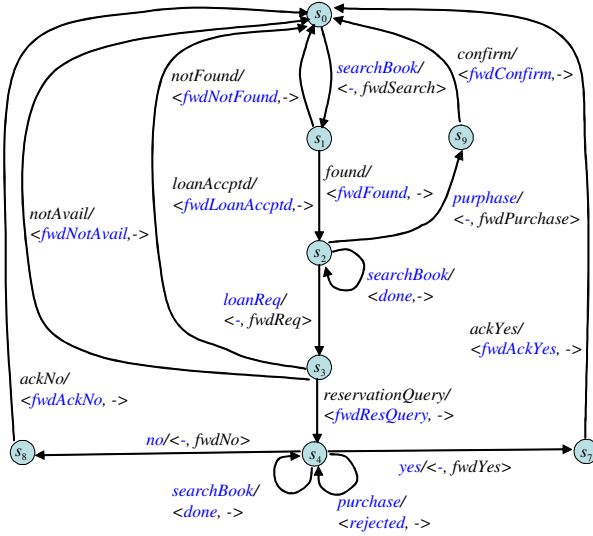 s0
notFound/
<fwdNotFound,->
searchBook/
<-, fwdSearch>
confirm/
<fwdConfirm,->
s1
s9
loanAccptd/
<fwdLoanAccptd,->
found/
<fwdFound, ->
notAvail/
<fwdNotAvail,->
purphase/
<-, fwdPurchase>
s2
searchBook/
<done,->
loanReq/
<-, fwdReq>
ackYes/
<fwdAckYes, ->
s3
ackNo/
<fwdAckNo, ->
reservationQuery/
<fwdResQuery, ->
no/<-, fwdNo>
s8
s4
s7
yes/<-, fwdYes>
searchBook/
<done, ->
purchase/
<rejected, ->